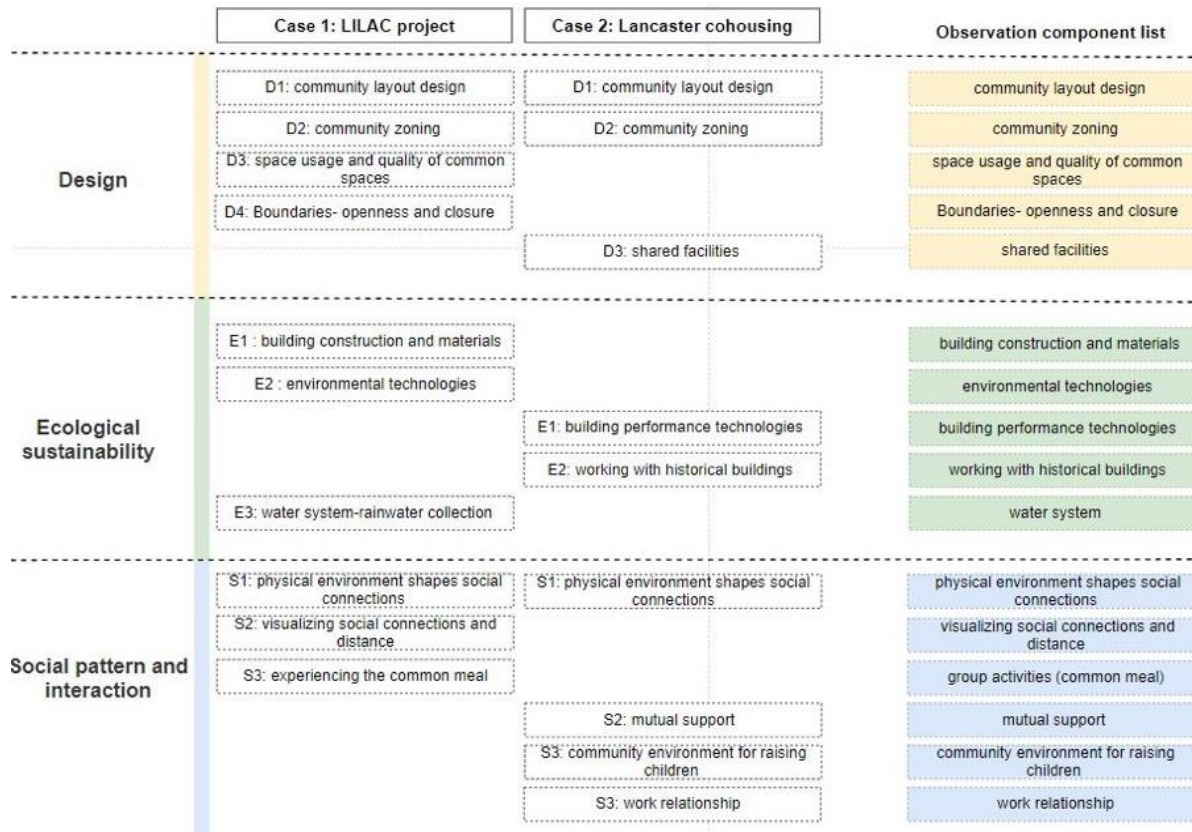 Case 1: LILAC project
Case 2: Lancaster cohousing
Observation component list
Design
D1: community layout design
D1: community layout design
community layout design
D2: community zoning
D2: community zoning
community zoning
D3: space usage and quality of common
spaces
space usage and quality of common
spaces
D4: Boundaries- openness and closure
Boundaries- openness and closure
D3: shared facilities
shared facilities
Ecological
sustainability
E1 : building construction and materials
building construction and materials
E2 : environmental technologies
environmental technologies
E1: building performance technologies
building performance technologies
E2: working with historical buildings
working with historical buildings
E3: water system-rainwater collection
water system
Social pattern and
interaction
S1: physical environment shapes social
connections
S1: physical environment shapes social
connections
physical environment shapes social
connections
S2: visualizing social connections and
distance
visualizing social connections and
distance
S3: experiencing the common meal
group activities (common meal)
S2: mutual support
mutual support
S3: community environment for raising
children
community environment for raising
children
S3: work relationship
work relationship